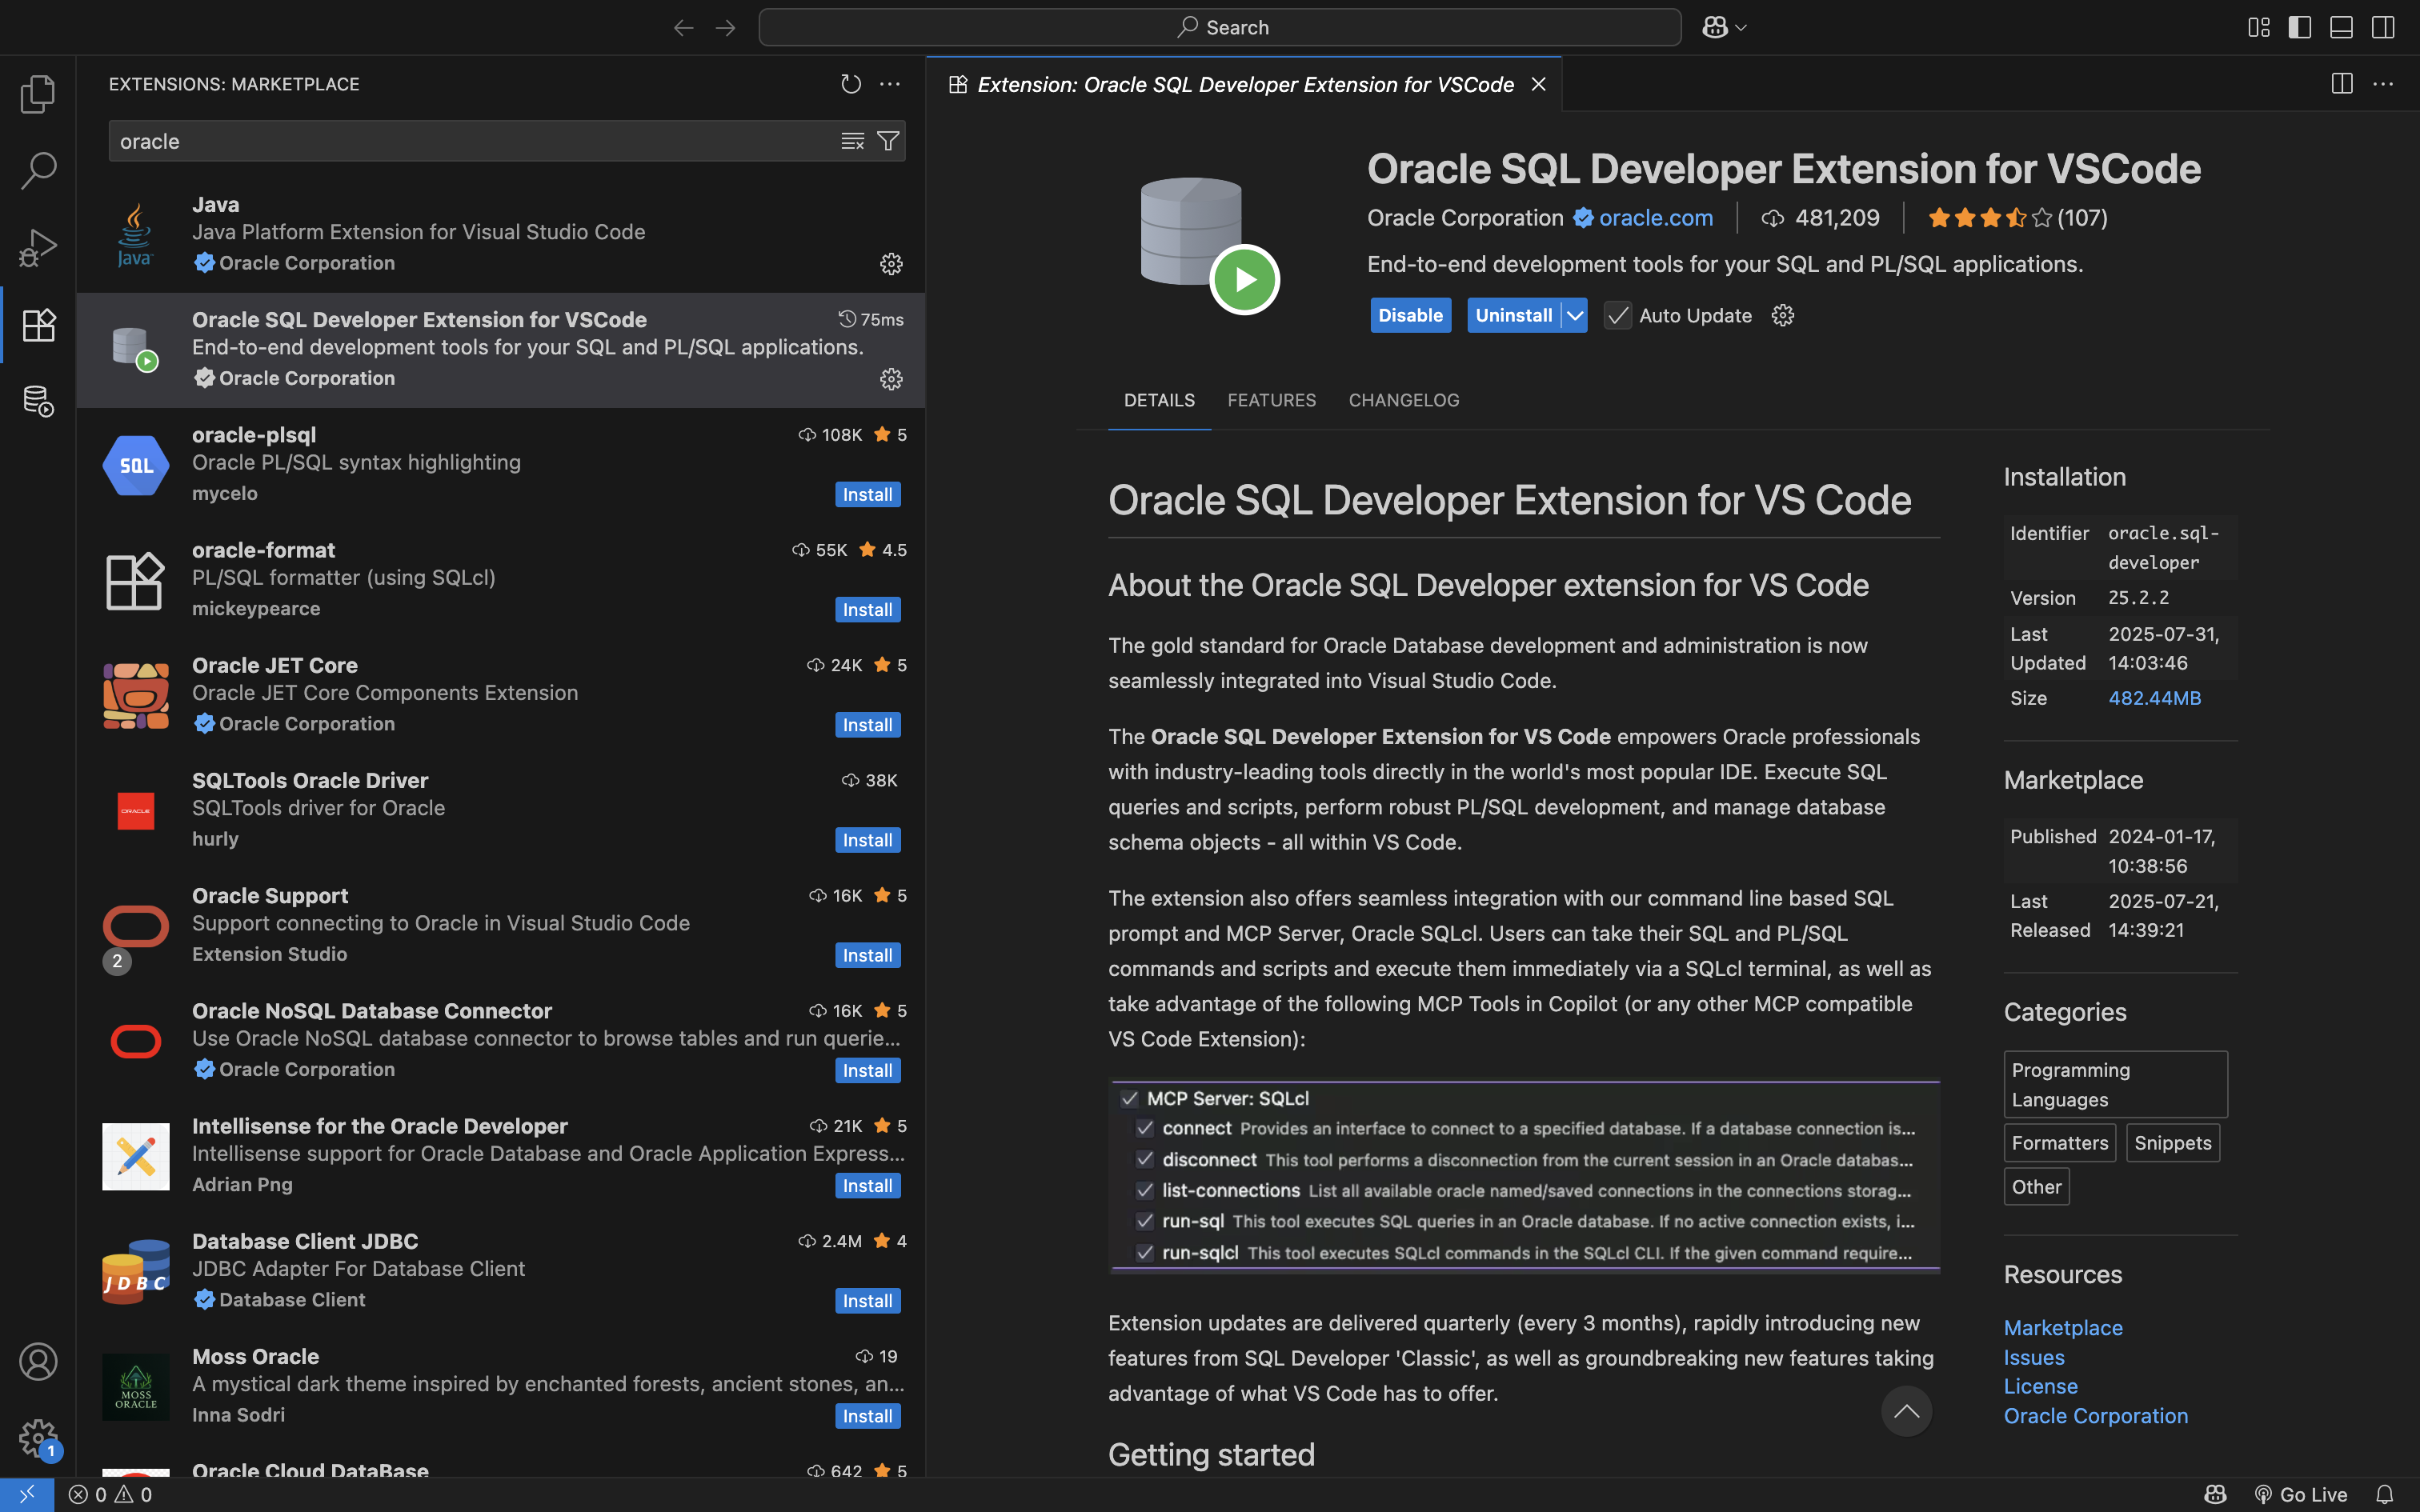 Search
EXTENSIONS: MARKETPLACE
oracle
Java
Java Platform Extension for Visual Studio Code
Oracle Corporation
Oracle SQL Developer Extension for VSCode 75ms
End-to-end development tools for your SQL and PL/SQL applications.
Oracle Corporation
SQL
oracle-plsql 108K 5
Oracle PL/SQL syntax highlighting
mycelo Install
oracle-format 55K 4.5
PL/SQL formatter (using SQLcl)
mickeypearce Install
Oracle JET Core 24K 5
Oracle JET Core Components Extension
Oracle Corporation Install
SQLTools Oracle Driver 38K
ORACLE
SQLTools driver for Oracle
hurly Install
Oracle Support 16K 5
Support connecting to Oracle in Visual Studio Code
2
Extension Studio Install
Oracle NoSQL Database Connector 16K 5
Use Oracle NoSQL database connector to browse tables and run querie...
Oracle Corporation Install
Intellisense for the Oracle Developer 21K 5
Intellisense support for Oracle Database and Oracle Application Express...
Adrian Png Install
Database Client JDBC 2.4M 4
JDBC Adapter For Database Client
JDBC
Database Client Install
Moss Oracle 19
A mystical dark theme inspired by enchanted forests, ancient stones, an...
MOSS
ORACLE
Inna Sodri Install
Oracle Cloud DataBase 642 5
1
0 0
Go Live
Extension: Oracle SQL Developer Extension for VSCode
Oracle SQL Developer Extension for VSCode
Oracle Corporation oracle.com 481,209 (107)
End-to-end development tools for your SQL and PL/SQL applications.
Disable Uninstall Auto Update
DETAILS FEATURES CHANGELOG
Oracle SQL Developer Extension for VS Code
About the Oracle SQL Developer extension for VS Code
The gold standard for Oracle Database development and administration is now
seamlessly integrated into Visual Studio Code.
The Oracle SQL Developer Extension for VS Code empowers Oracle professionals
with industry-leading tools directly in the world's most popular IDE. Execute SQL
queries and scripts, perform robust PL/SQL development, and manage database
schema objects - all within VS Code.
The extension also offers seamless integration with our command line based SQL
prompt and MCP Server, Oracle SQLcl. Users can take their SQL and PL/SQL
commands and scripts and execute them immediately via a SQLcl terminal, as well as
take advantage of the following MCP Tools in Copilot (or any other MCP compatible
VS Code Extension):
MCP Server: SQLcl
connect Provides an interface to connect to a specified database. If a database connection is...
disconnect This tool performs a disconnection from the current session in an Oracle databas...
list-connections List all available oracle named/saved connections in the connections storag...
run-sql This tool executes SQL queries in an Oracle database. If no active connection exists, i...
run-sqlcl This tool executes SQLcl commands in the SQLcl CLI. If the given command require...
Extension updates are delivered quarterly (every 3 months), rapidly introducing new
features from SQL Developer 'Classic', as well as groundbreaking new features taking
advantage of what VS Code has to offer.
Getting started
Installation
Identifier oracle.sql-
developer
Version 25.2.2
Last 2025-07-31,
Updated 14:03:46
Size 482.44MB
Marketplace
Published 2024-01-17,
10:38:56
Last 2025-07-21,
Released 14:39:21
Categories
Programming
Languages
Formatters Snippets
Other
Resources
Marketplace
Issues
License
Oracle Corporation